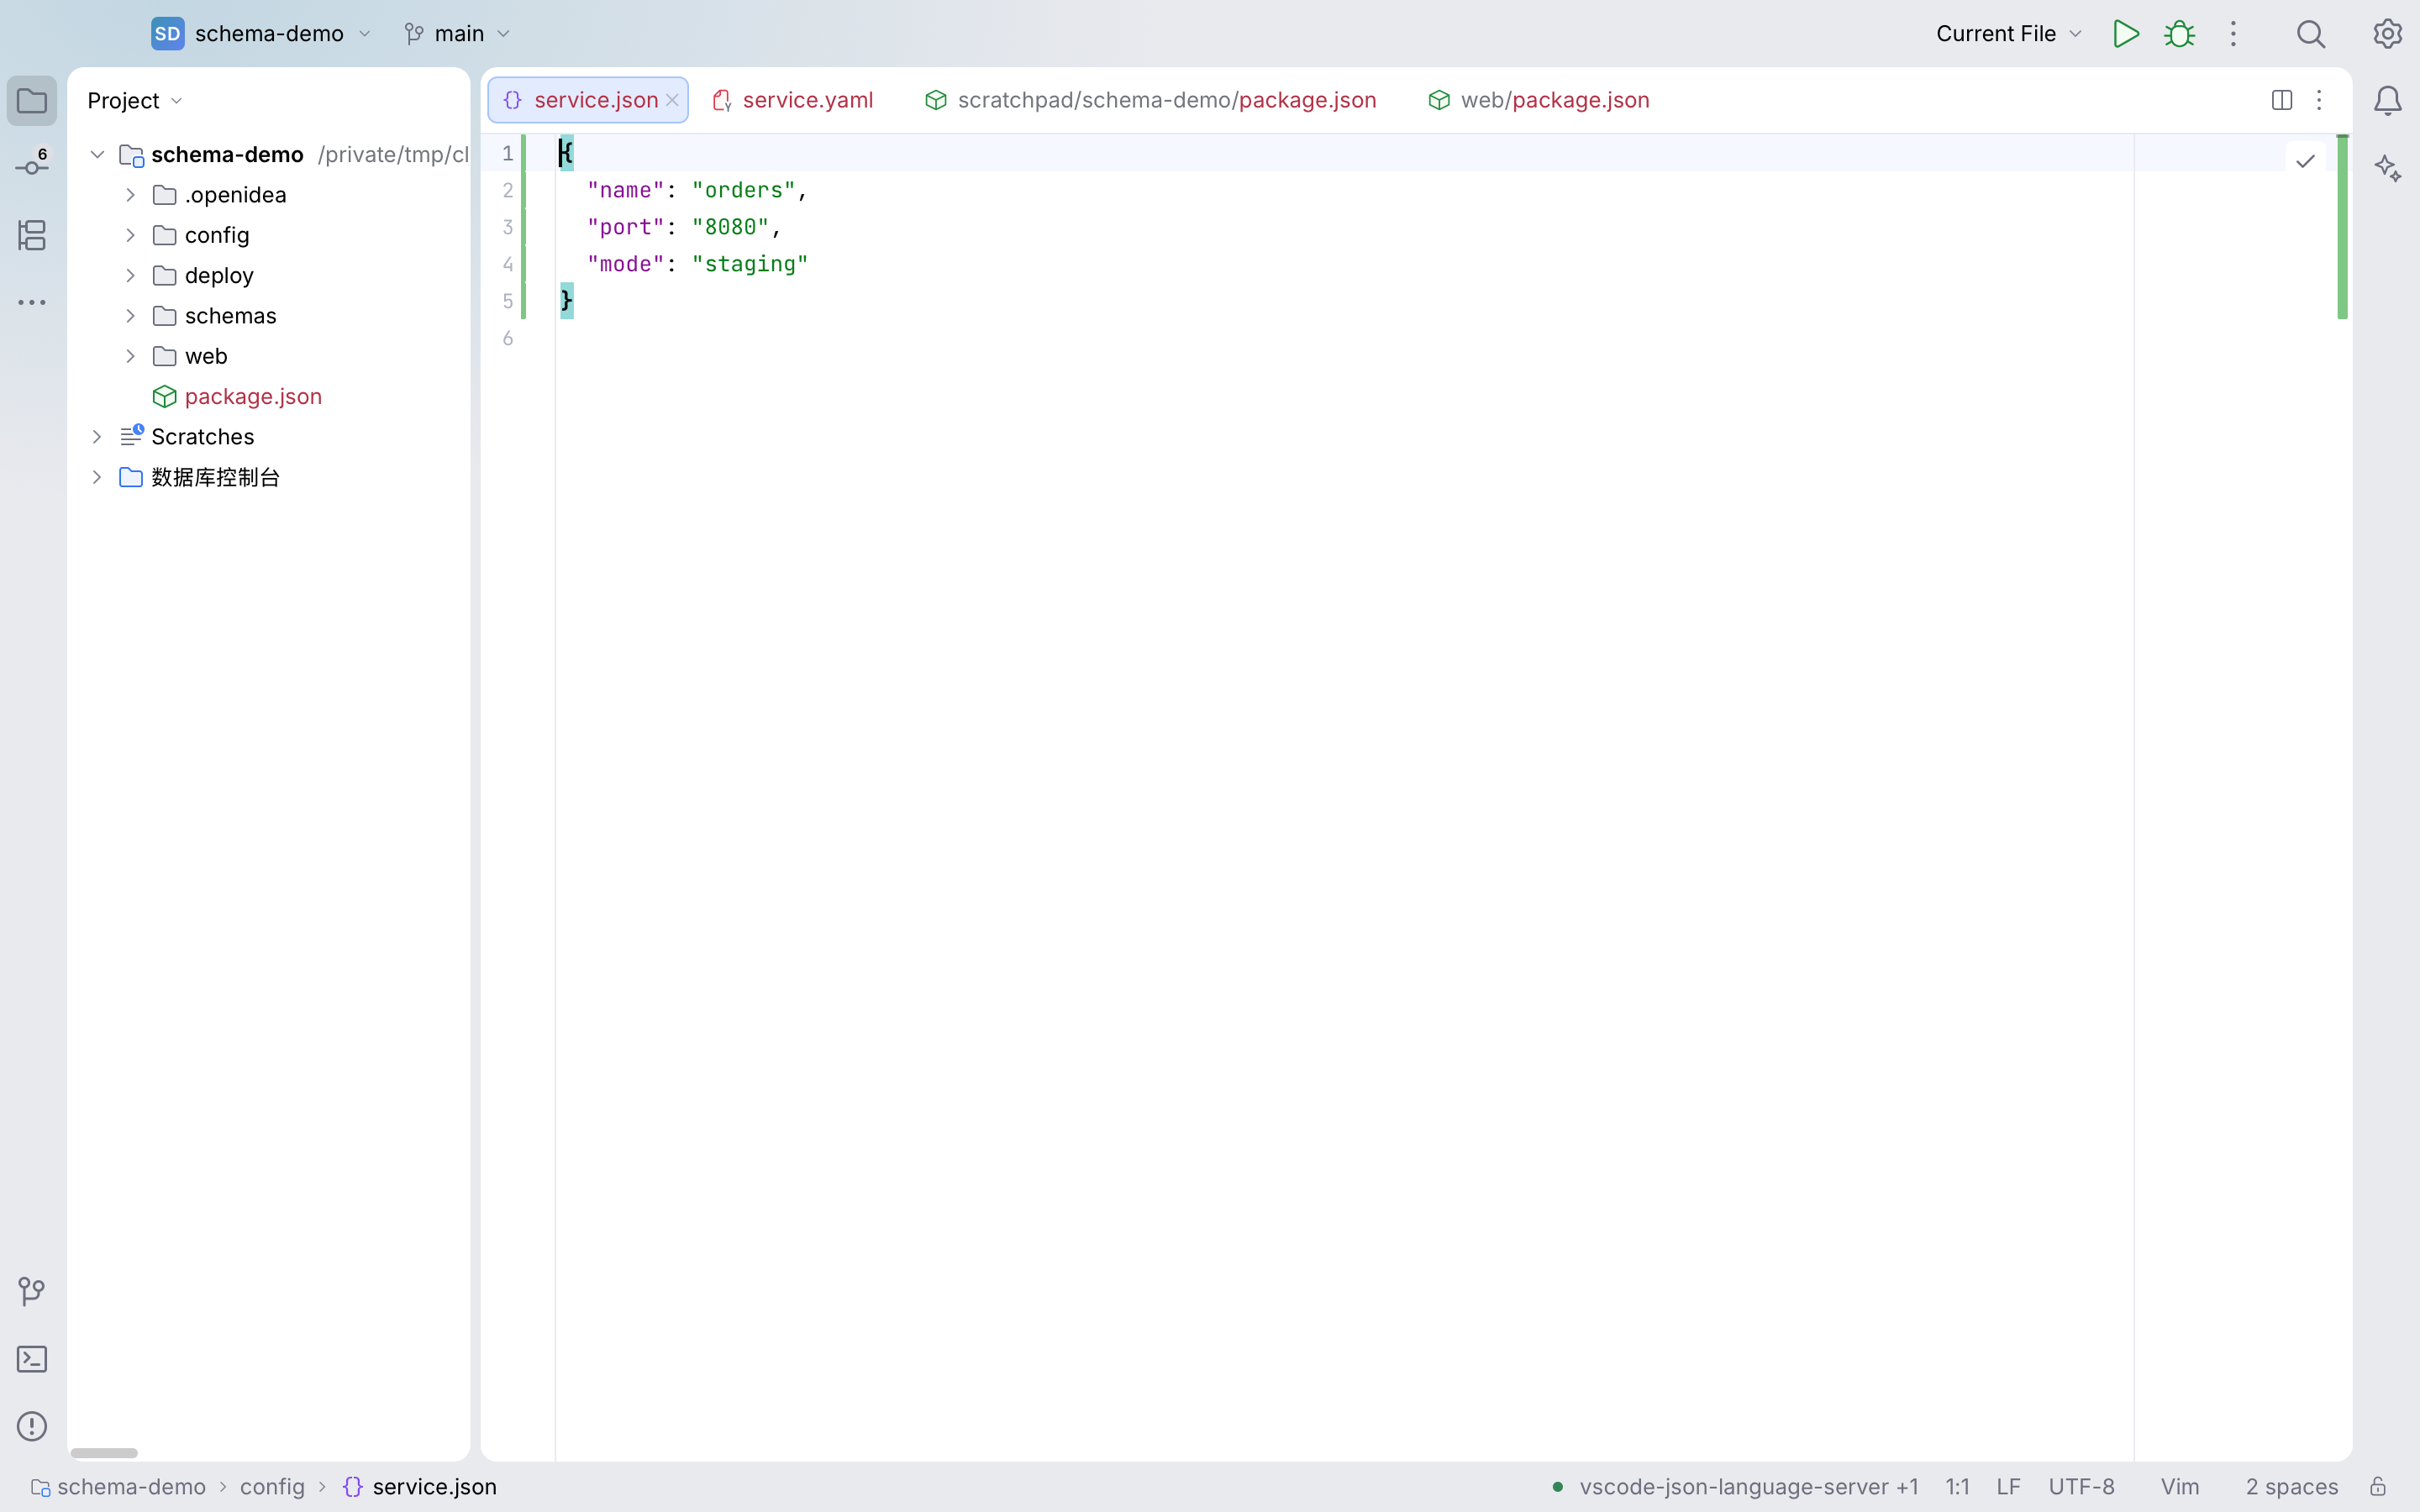 SD schema-demo main Current File
Project
service.json service.yaml scratchpad/schema-demo/package.json web/package.json
6
schema-demo /private/tmp/cl
.openidea
config
deploy
schemas
web
package.json
Scratches
数据库控制台
1 {
2 "name": "orders",
3 "port": "8080",
4 "mode": "staging"
5 }
6
schema-demo › config › {} service.json vscode-json-language-server +1 1:1 LF UTF-8 Vim 2 spaces